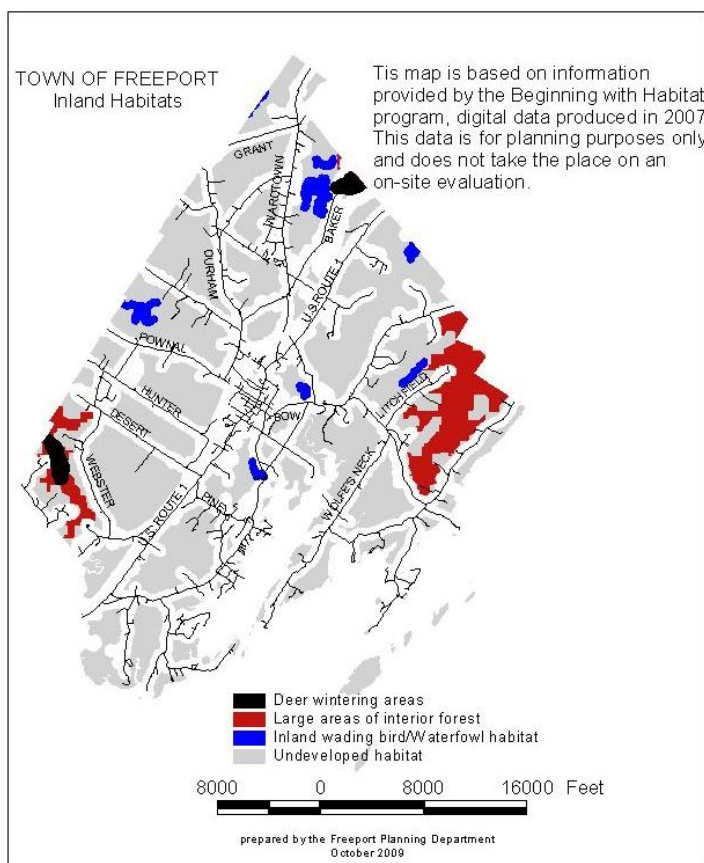 TOWN OF FREEPORT
Inland Habitats
Tis map is based on information
provided by the Beginning with Habitat
program, digital data produced in 2007
This data is for planning purposes only
and does not take the place on an
on-site evaluation.
GRANT
WARDTOWN
BAKER
DURHAM
U.S ROUTE 1
POWNAL
HUNTER
DESERT
BOW
LITCHFIELD
WEBSTER
U.S. ROUTE 1
PINE
WOLFE'S NECK
Deer wintering areas
Large areas of interior forest
Inland wading bird/Waterfowl habitat
Undeveloped habitat
8000 0 8000 16000 Feet
prepared by the Freeport Planning Department
October 2009